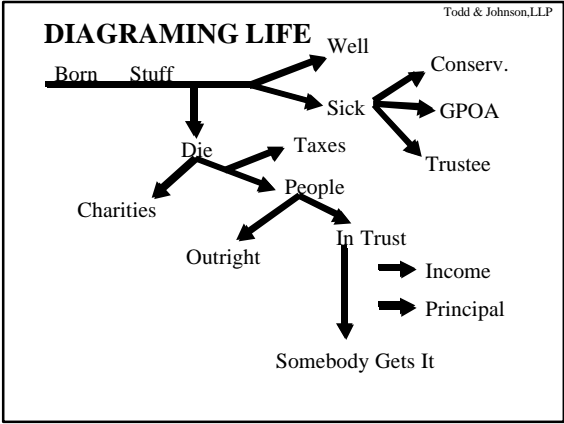 Todd & Johnson,LLP
DIAGRAMING LIFE
Well
Born Stuff
Conserv.
Sick
GPOA
Die
Taxes
Trustee
People
Charities
In Trust
Outright
Income
Principal
Somebody Gets It